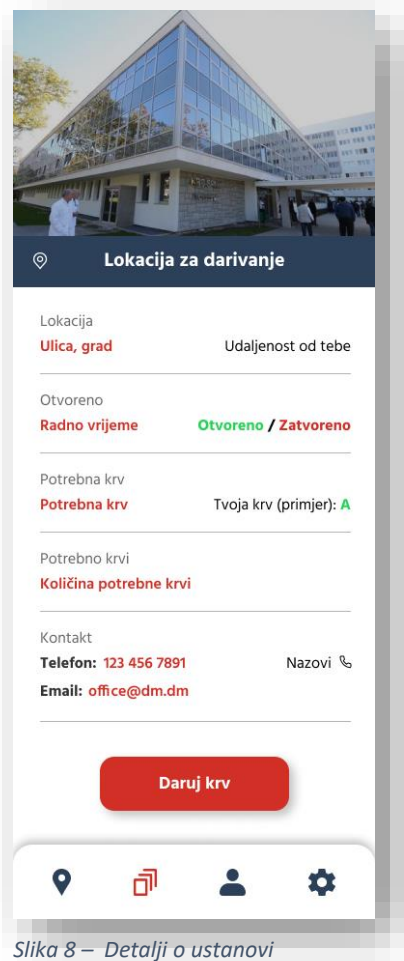 Lokacija za darivanje
Lokacija
Ulica, grad Udaljenost od tebe
Otvoreno
Radno vrijeme Otvoreno / Zatvoreno
Potrebna krv
Potrebna krv Tvoja krv (primjer): A
Potrebno krvi
Količina potrebne krvi
Kontakt
Telefon: 123 456 7891 Nazovi
Email: office@dm.dm
Daruj krv
Slika 8 – Detalji o ustanovi